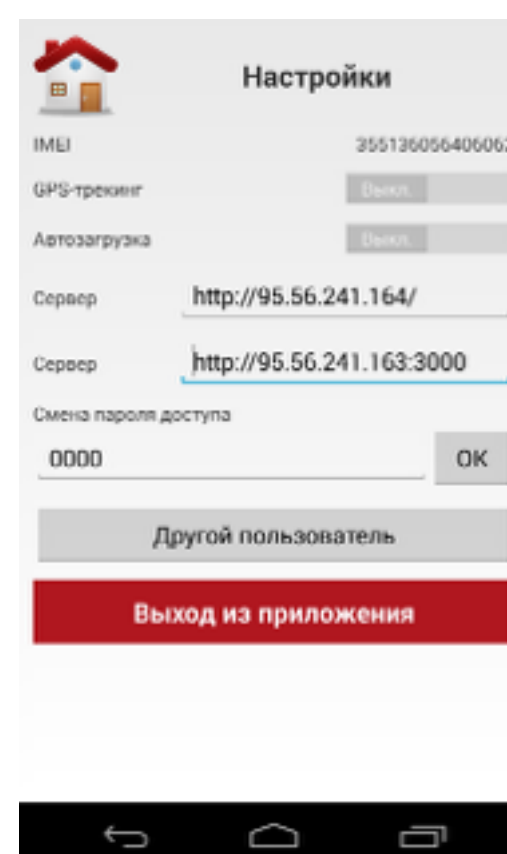 Настройки
IMEI 355136056406062
GPS-трекинг Выкл.
Автозагрузка Выкл.
Сервер http://95.56.241.164/
Сервер http://95.56.241.163:3000
Смена пароля доступа
0000 OK
Другой пользователь
Выход из приложения